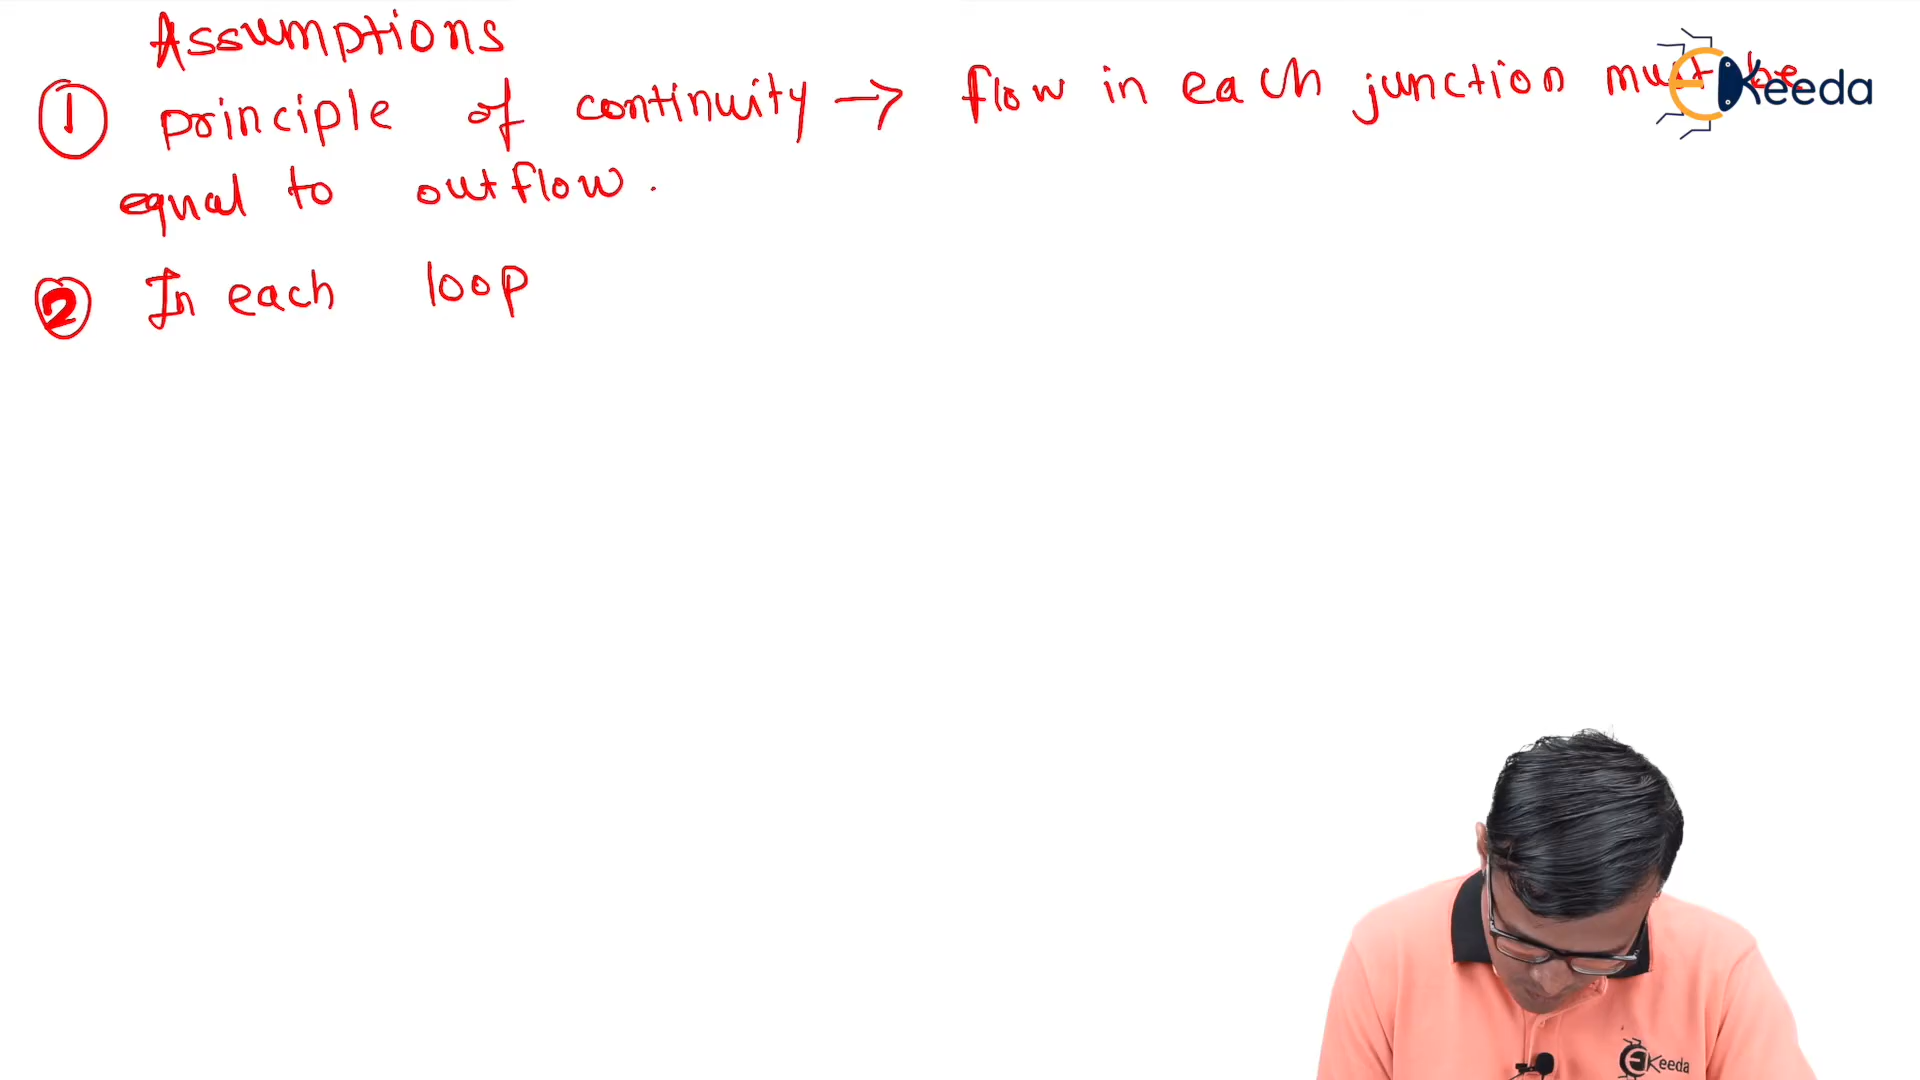 Assumptions
① principle of continuity → flow in each junction must be
equal to outflow.
② In each loop
EKeeda
EKeeda